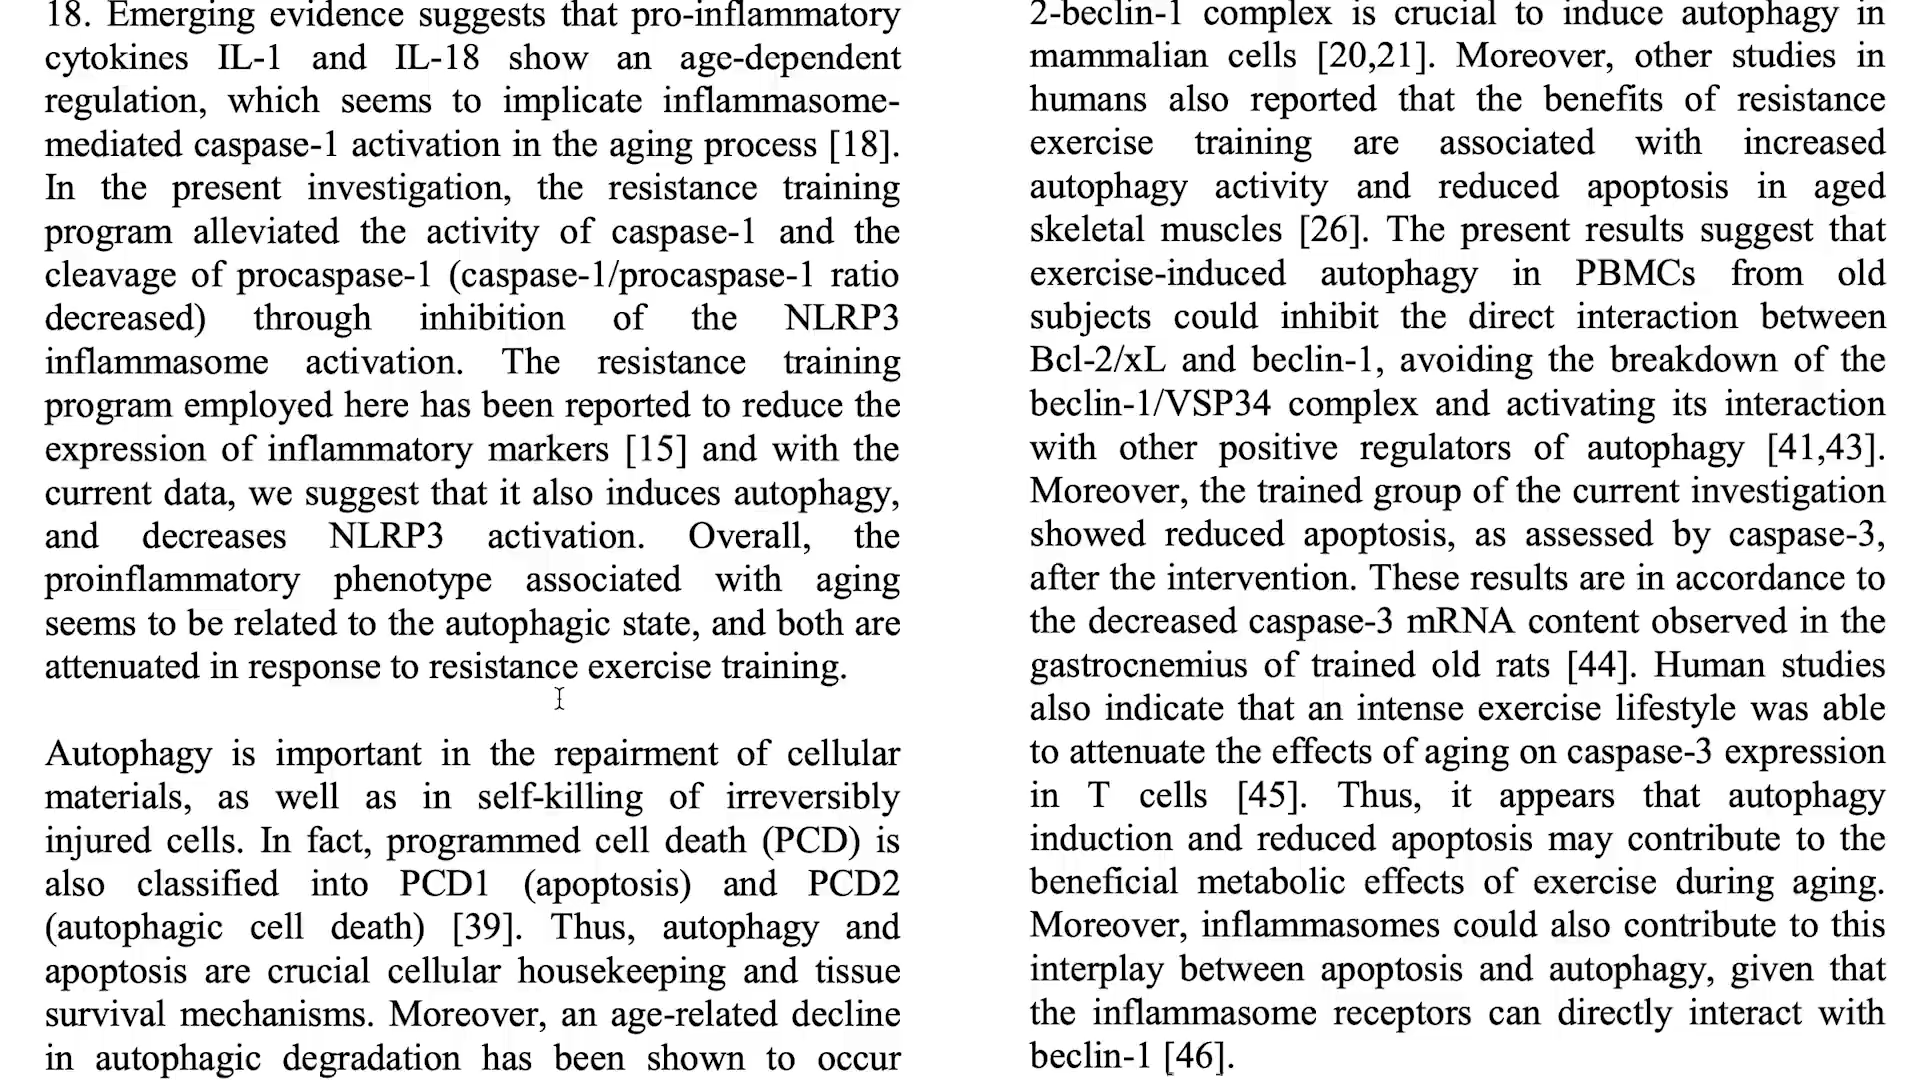 18. Emerging evidence suggests that pro-inflammatory
cytokines IL-1 and IL-18 show an age-dependent
regulation, which seems to implicate inflammasome-
mediated caspase-1 activation in the aging process [18].
In the present investigation, the resistance training
program alleviated the activity of caspase-1 and the
cleavage of procaspase-1 (caspase-1/procaspase-1 ratio
decreased) through inhibition of the NLRP3
inflammasome activation. The resistance training
program employed here has been reported to reduce the
expression of inflammatory markers [15] and with the
current data, we suggest that it also induces autophagy,
and decreases NLRP3 activation. Overall, the
proinflammatory phenotype associated with aging
seems to be related to the autophagic state, and both are
attenuated in response to resistance exercise training.
Autophagy is important in the repairment of cellular
materials, as well as in self-killing of irreversibly
injured cells. In fact, programmed cell death (PCD) is
also classified into PCD1 (apoptosis) and PCD2
(autophagic cell death) [39]. Thus, autophagy and
apoptosis are crucial cellular housekeeping and tissue
survival mechanisms. Moreover, an age-related decline
in autophagic degradation has been shown to occur
2-beclin-1 complex is crucial to induce autophagy in
mammalian cells [20,21]. Moreover, other studies in
humans also reported that the benefits of resistance
exercise training are associated with increased
autophagy activity and reduced apoptosis in aged
skeletal muscles [26]. The present results suggest that
exercise-induced autophagy in PBMCs from old
subjects could inhibit the direct interaction between
Bcl-2/xL and beclin-1, avoiding the breakdown of the
beclin-1/VSP34 complex and activating its interaction
with other positive regulators of autophagy [41,43].
Moreover, the trained group of the current investigation
showed reduced apoptosis, as assessed by caspase-3,
after the intervention. These results are in accordance to
the decreased caspase-3 mRNA content observed in the
gastrocnemius of trained old rats [44]. Human studies
also indicate that an intense exercise lifestyle was able
to attenuate the effects of aging on caspase-3 expression
in T cells [45]. Thus, it appears that autophagy
induction and reduced apoptosis may contribute to the
beneficial metabolic effects of exercise during aging.
Moreover, inflammasomes could also contribute to this
interplay between apoptosis and autophagy, given that
the inflammasome receptors can directly interact with
beclin-1 [46].